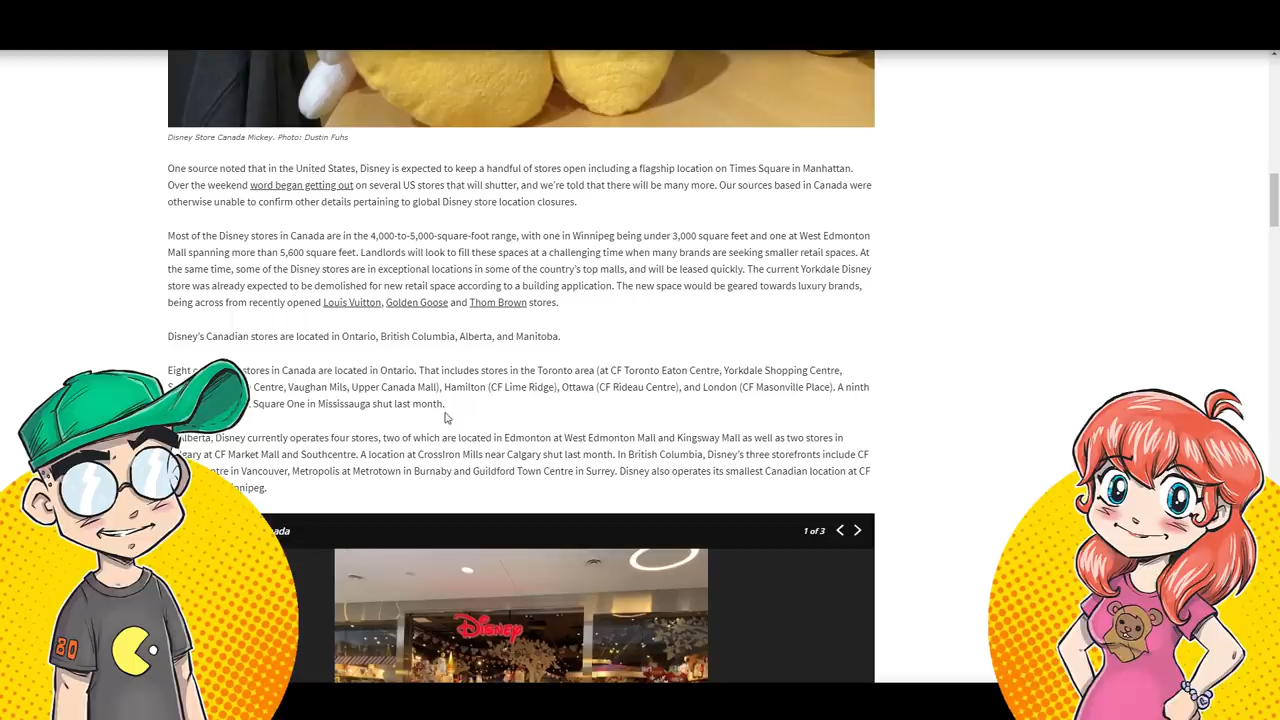 Disney Store Canada Mickey. Photo: Dustin Fuhs
One source noted that in the United States, Disney is expected to keep a handful of stores open including a flagship location on Times Square in Manhattan.
Over the weekend word began getting out on several US stores that will shutter, and we're told that there will be many more. Our sources based in Canada were
otherwise unable to confirm other details pertaining to global Disney store location closures.
Most of the Disney stores in Canada are in the 4,000-to-5,000-square-foot range, with one in Winnipeg being under 3,000 square feet and one at West Edmonton
Mall spanning more than 5,600 square feet. Landlords will look to fill these spaces at a challenging time when many brands are seeking smaller retail spaces. At
the same time, some of the Disney stores are in exceptional locations in some of the country's top malls, and will be leased quickly. The current Yorkdale Disney
store was already expected to be demolished for new retail space according to a building application. The new space would be geared towards luxury brands,
being across from recently opened Louis Vuitton, Golden Goose and Thom Brown stores.
Disney's Canadian stores are located in Ontario, British Columbia, Alberta, and Manitoba.
Eight stores in Canada are located in Ontario. That includes stores in the Toronto area (at CF Toronto Eaton Centre, Yorkdale Shopping Centre,
Centre, Vaughan Mils, Upper Canada Mall), Hamilton (CF Lime Ridge), Ottawa (CF Rideau Centre), and London (CF Masonville Place). A ninth
Square One in Mississauga shut last month.
Alberta, Disney currently operates four stores, two of which are located in Edmonton at West Edmonton Mall and Kingsway Mall as well as two stores in
at CF Market Mall and Southcentre. A location at CrossIron Mills near Calgary shut last month. In British Columbia, Disney's three storefronts include CF
in Vancouver, Metropolis at Metrotown in Burnaby and Guildford Town Centre in Surrey. Disney also operates its smallest Canadian location at CF
1 of 3
Disney
80